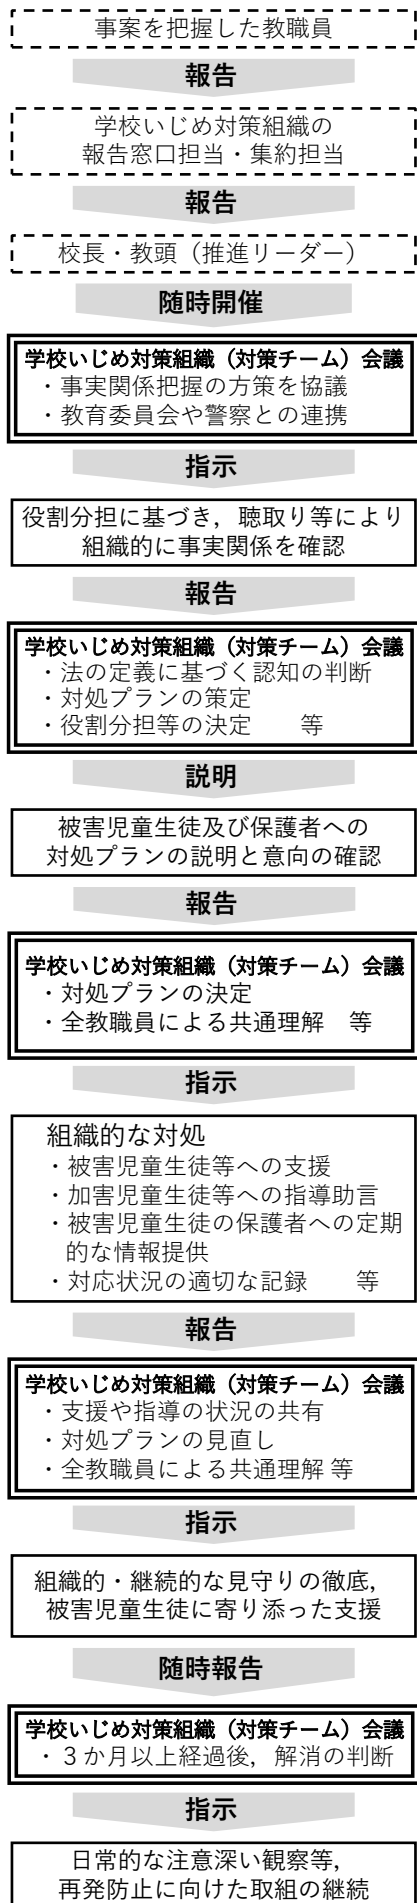 事案を把握した教職員
報告
学校いじめ対策組織の
報告窓口担当・集約担当
報告
校長・教頭（推進リーダー）
随時開催
学校いじめ対策組織（対策チーム）会議
・事実関係把握の方策を協議
・教育委員会や警察との連携
指示
役割分担に基づき，聴取り等により
組織的に事実関係を確認
報告
学校いじめ対策組織（対策チーム）会議
・法の定義に基づく認知の判断
・対処プランの策定
・役割分担等の決定　　等
説明
被害児童生徒及び保護者への
対処プランの説明と意向の確認
報告
学校いじめ対策組織（対策チーム）会議
・対処プランの決定
・全教職員による共通理解　等
指示
組織的な対処
・被害児童生徒等への支援
・加害児童生徒等への指導助言
・被害児童生徒の保護者への定期
的な情報提供
・対応状況の適切な記録　　等
報告
学校いじめ対策組織（対策チーム）会議
・支援や指導の状況の共有
・対処プランの見直し
・全教職員による共通理解 等
指示
組織的・継続的な見守りの徹底，
被害児童生徒に寄り添った支援
随時報告
学校いじめ対策組織（対策チーム）会議
・３か月以上経過後，解消の判断
指示
日常的な注意深い観察等，
再発防止に向けた取組の継続